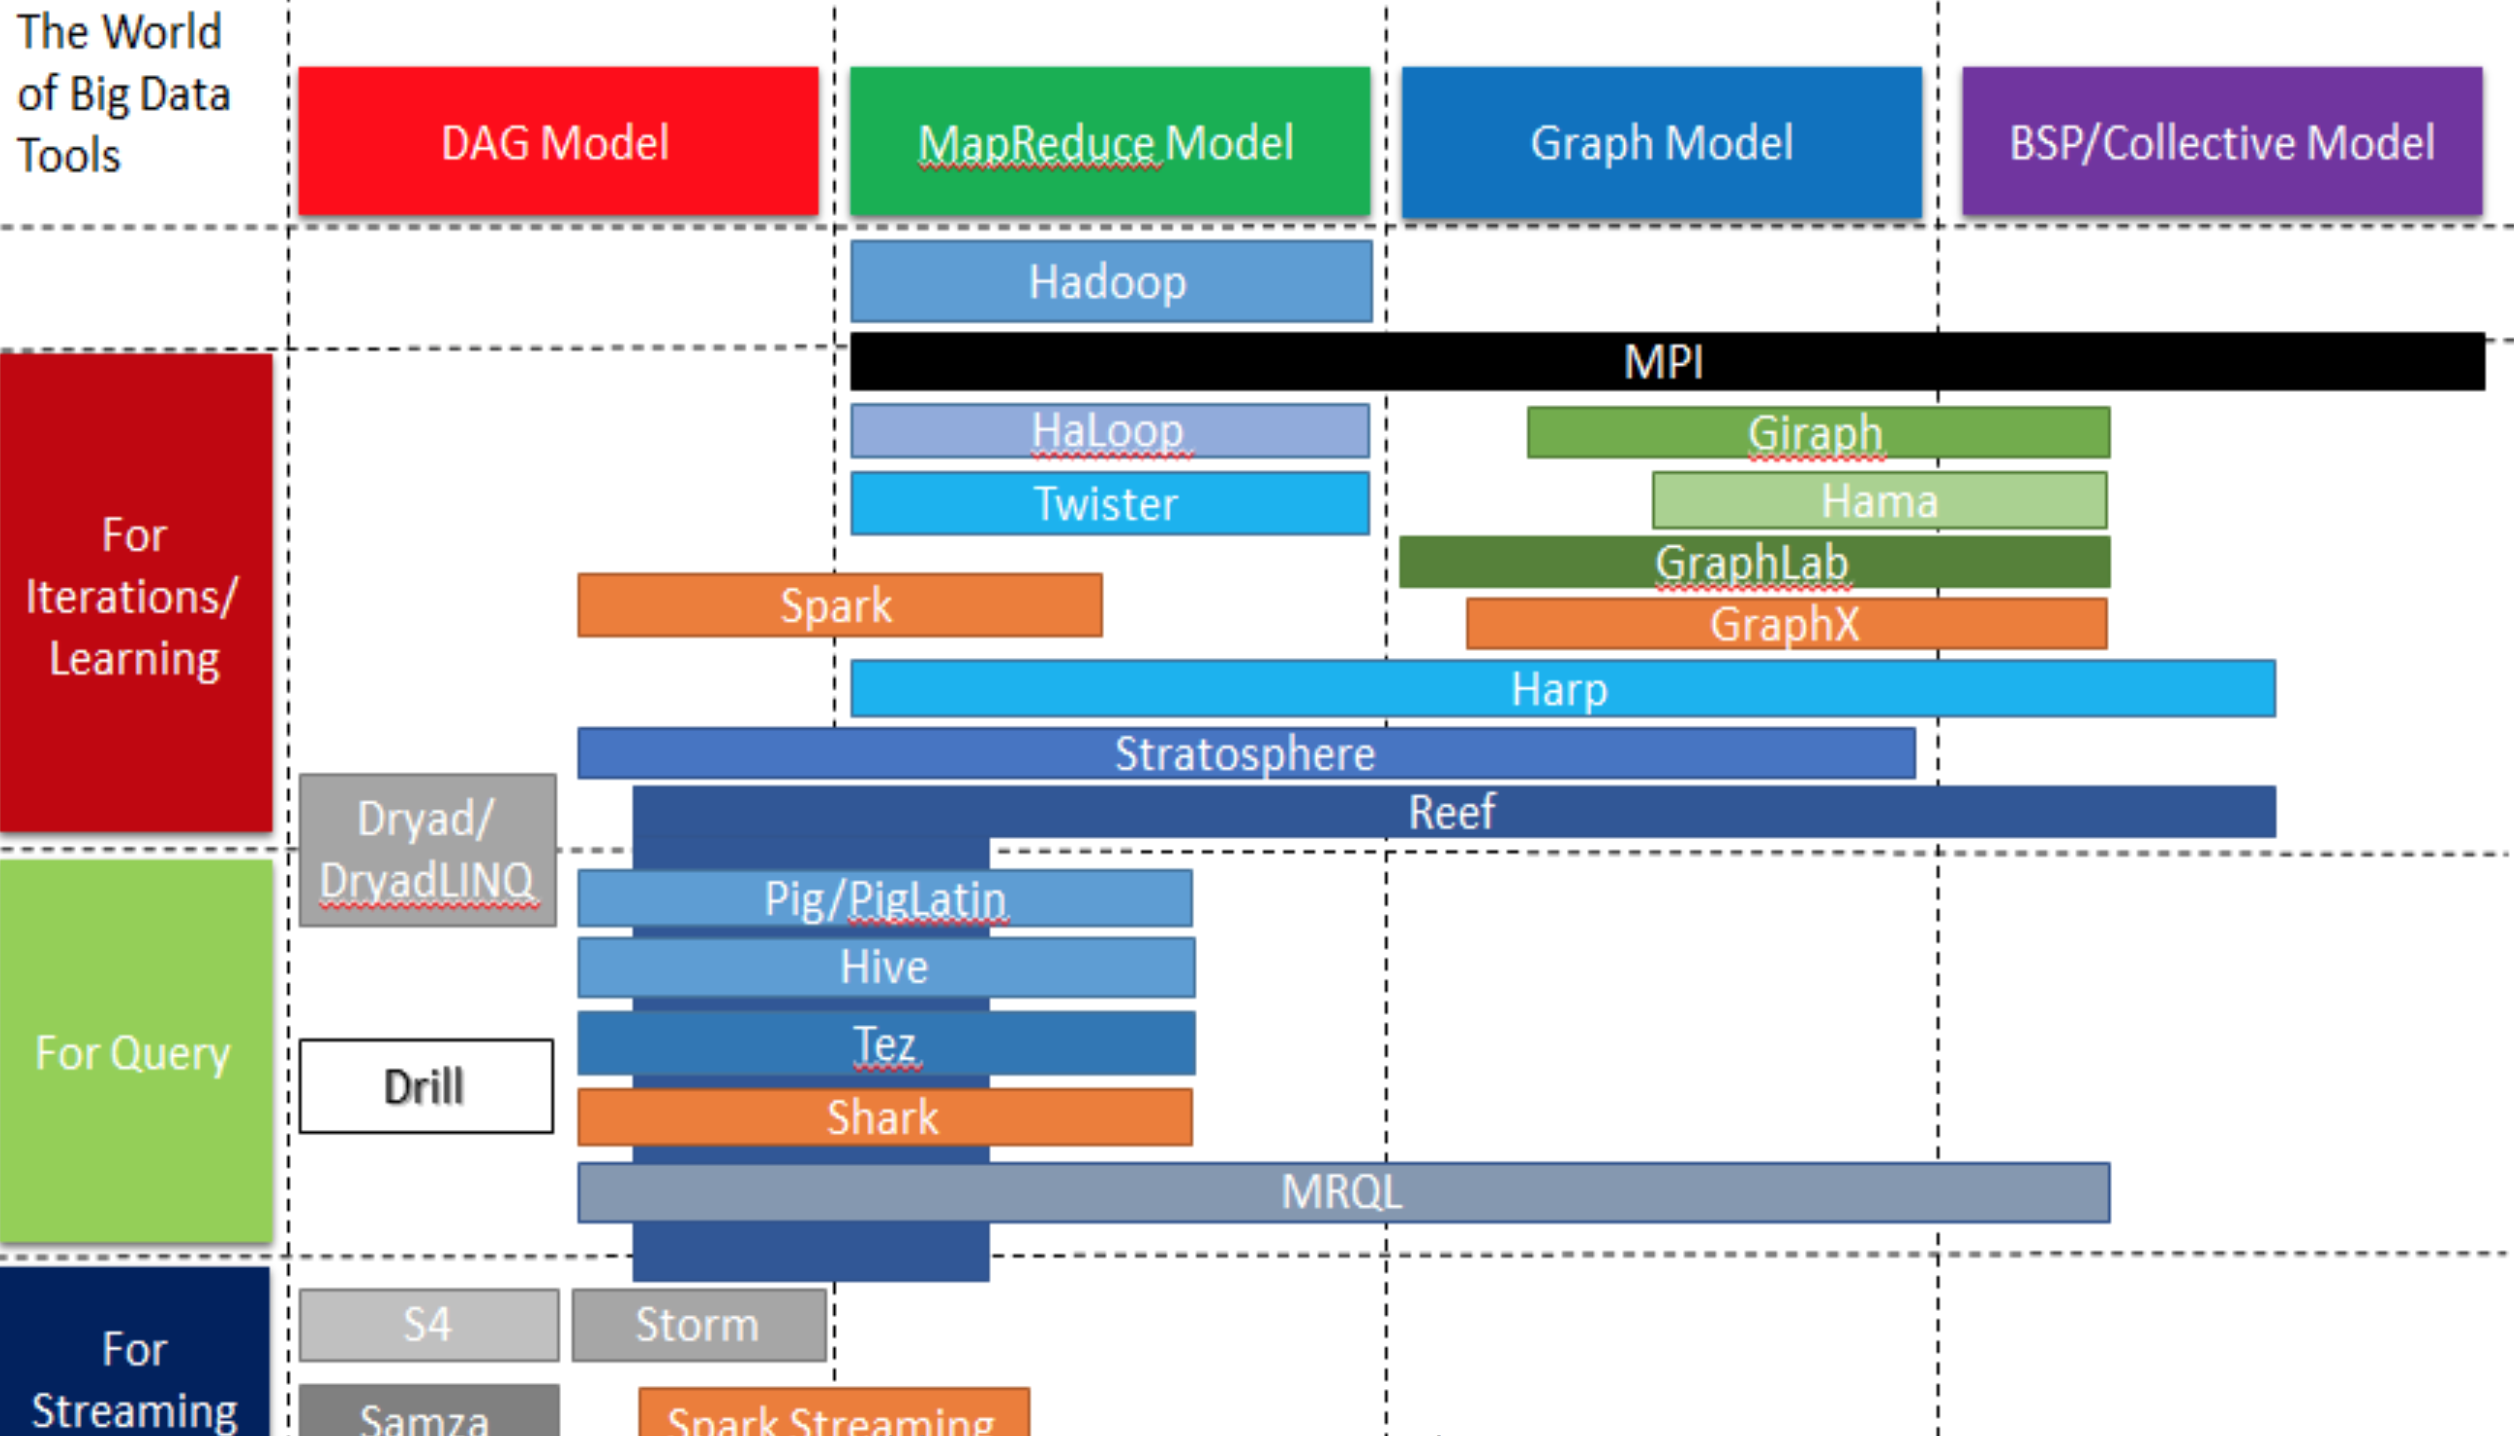 The World
of Big Data
Tools
DAG Model
MapReduce Model
Graph Model
BSP/Collective Model
Hadoop
MPI
For
Iterations/
Learning
HaLoop
Giraph
Twister
Hama
GraphLab
Spark
GraphX
Harp
Stratosphere
Reef
Dryad/
DryadLINQ
For Query
Pig/PigLatin
Hive
Tez
Drill
Shark
MRQL
For
Streaming
S4
Storm
Samza
Spark Streaming